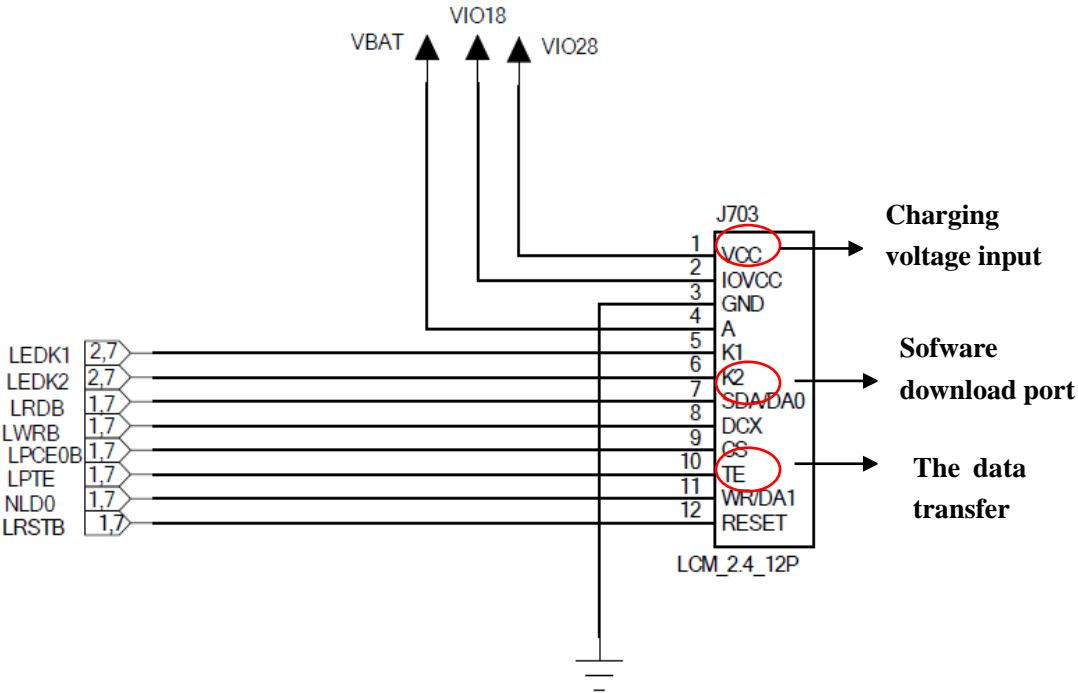 VIO18
VBAT
VIO28
J703
Charging
voltage input
1
VCC
2
IOVCC
3
GND
4
A
5
K1
6
K2
7
SDA/DA0
8
DCX
9
CS
10
TE
11
WR/DA1
12
RESET
LCM_2.4_12P
LEDK1 2,7
LEDK2 2,7
LRDB 1,7
LWRB 1,7
LPCE0B 1,7
LPTE 1,7
NLD0 1,7
LRSTB 1,7
Sofware
download port
The data
transfer